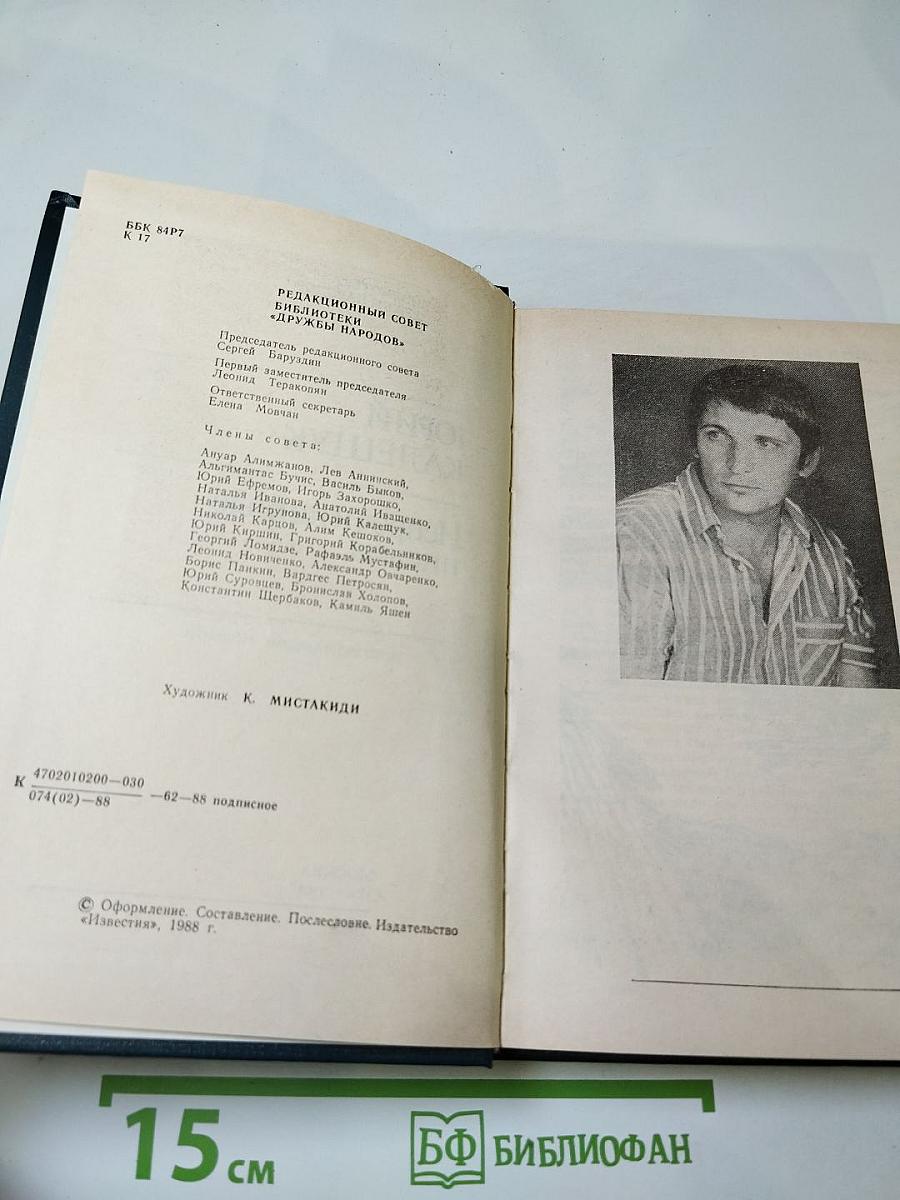 ББК 84Р7
К 17
РЕДАКЦИОННЫЙ СОВЕТ
БИБЛИОТЕКИ
«ДРУЖБЫ НАРОДОВ»
Председатель редакционного совета
Сергей Баруздин
Первый заместитель председателя
Леонид Теракопян
Ответственный секретарь
Елена Мовчан
Члены совета:
Ануар Алимжанов, Лев Аннинский,
Альгимантас Бучис, Василь Быков,
Юрий Ефремов, Игорь Захорошко,
Наталья Иванова, Анатолий Иващенко,
Наталья Игрунова, Юрий Калещук,
Николай Карцов, Алим Кешоков,
Юрий Киршин, Григорий Корабельников,
Георгий Ломидзе, Рафаэль Мустафин,
Леонид Новиченко, Александр Овчаренко,
Борис Панкин, Вардгес Петросян,
Юрий Суровцев, Бронислав Холопов,
Константин Щербаков, Камиль Яшен
Художник К. МИСТАКИДИ
К 4702010200—030
074(02)—88 —62—88 подписное
© Оформление. Составление. Послесловие. Издательство
«Известия», 1988 г.
15 см
БФ БИБЛИОФАН